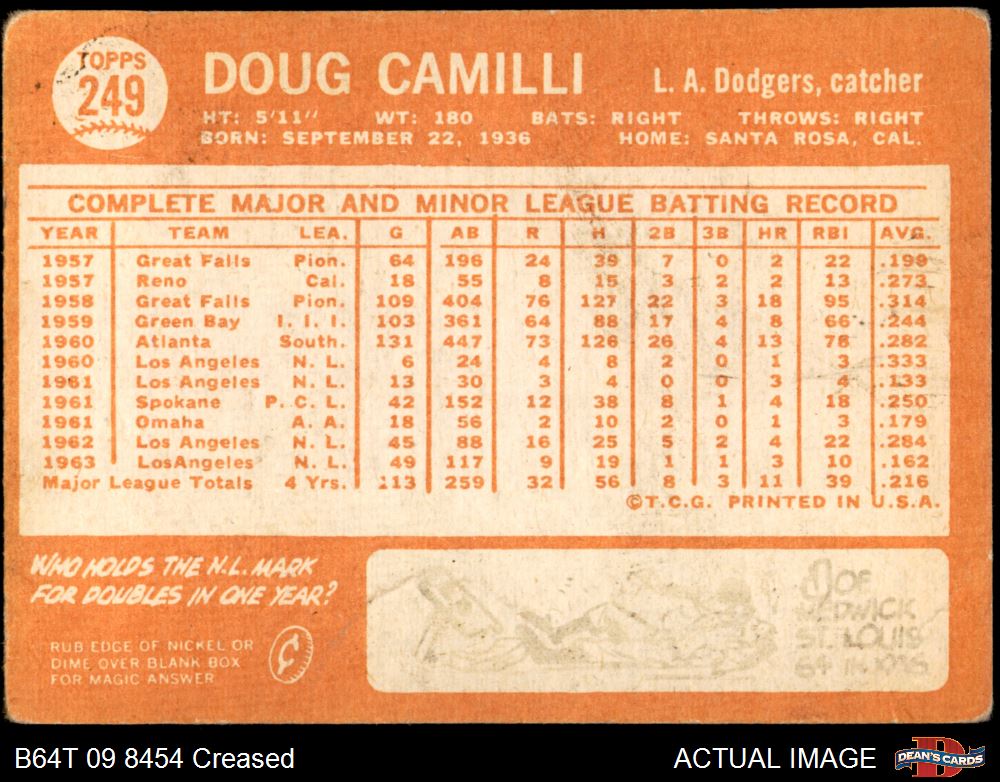 TOPPS
249
DOUG CAMILLI
L. A. Dodgers, catcher
HT: 5'11" WT: 180 BATS: RIGHT THROWS: RIGHT
BORN: SEPTEMBER 22, 1936 HOME: SANTA ROSA, CAL.
COMPLETE MAJOR AND MINOR LEAGUE BATTING RECORD
YEAR TEAM LEA. G AB R H 2B 3B HR RBI AVG.
1957 Great Falls Pion. 64 196 24 39 7 0 2 22 .199
1957 Reno Cal. 18 55 8 15 3 2 2 13 .273
1958 Great Falls Pion. 109 404 76 127 22 3 18 95 .314
1959 Green Bay I. I. I. 103 361 64 88 17 4 8 66 .244
1960 Atlanta South. 131 447 73 126 26 4 13 76 .282
1960 Los Angeles N. L. 6 24 4 8 2 0 1 3 .333
1961 Los Angeles N. L. 13 30 3 4 0 0 3 4 .133
1961 Spokane P. C. L. 42 152 12 38 8 1 4 18 .250
1961 Omaha A. A. 18 56 2 10 2 0 1 3 .179
1962 Los Angeles N. L. 45 88 16 25 5 2 4 22 .284
1963 LosAngeles N. L. 49 117 9 19 1 1 3 10 .162
Major League Totals 4 Yrs. 113 259 32 56 8 3 11 39 .216
©T.C.G. PRINTED IN U.S.A.
WHO HOLDS THE N.L. MARK
FOR DOUBLES IN ONE YEAR?
RUB EDGE OF NICKEL OR
DIME OVER BLANK BOX
FOR MAGIC ANSWER
JOE
MEDWICK
ST. LOUIS
64 IN 1936
B64T 09 8454 Creased
ACTUAL IMAGE
DEAN'S CARDS